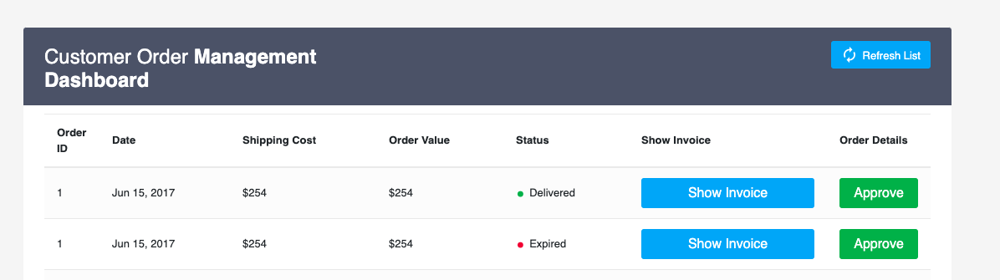 Customer Order Management
Dashboard
Refresh List
Order
ID
Date
Shipping Cost
Order Value
Status
Show Invoice
Order Details
1 Jun 15, 2017 $254 $254 Delivered Show Invoice Approve
1 Jun 15, 2017 $254 $254 Expired Show Invoice Approve